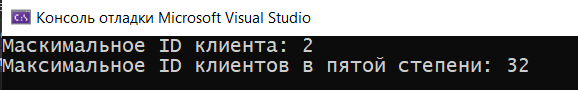 Консоль отладки Microsoft Visual Studio
Маскимальное ID клиента: 2
Максимальное ID клиентов в пятой степени: 32